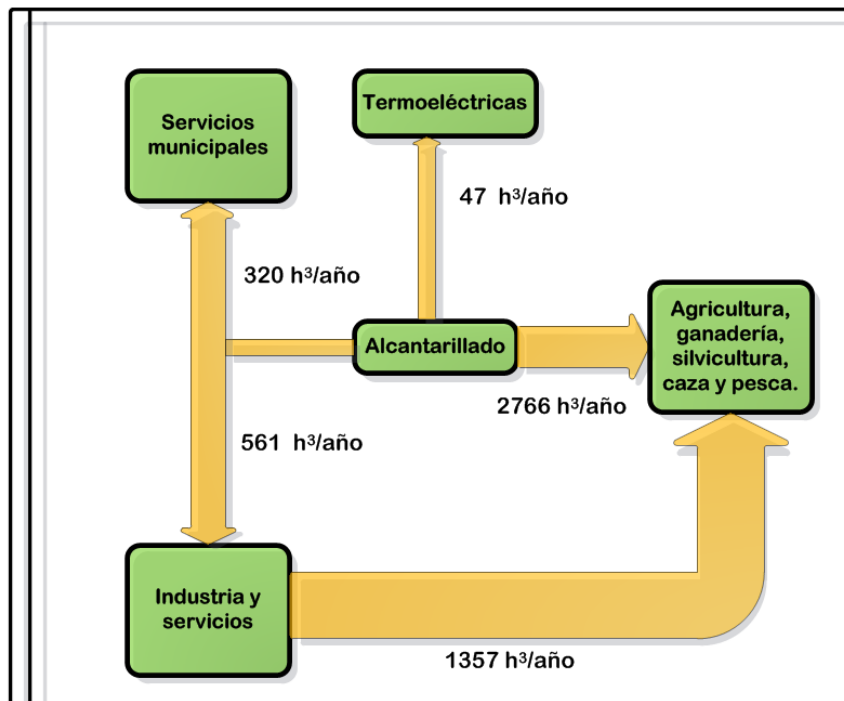 Servicios
municipales
Termoeléctricas
47 h³/año
320 h³/año
Agricultura,
ganadería,
silvicultura,
caza y pesca.
Alcantarillado
2766 h³/año
561 h³/año
Industria y
servicios
1357 h³/año